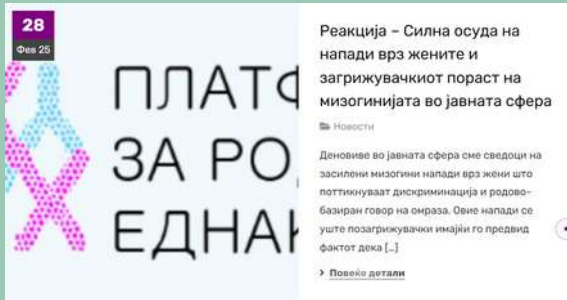 28
Фев 25
ПЛАТФ
ЗА РО
ЕДНАК
Реакција – Силна осуда на
напади врз жените и
загрижувачкиот пораст на
мизогинијата во јавната сфера
Новости
Деновиве во јавната сфера сме сведоци на
засилени мизогини напади врз жени што
поттикнуваат дискриминација и родово-
базиран говор на омраза. Овие напади се
уште позагрижувачки имајќи го предвид
фактот дека [...]
Повеќе детали